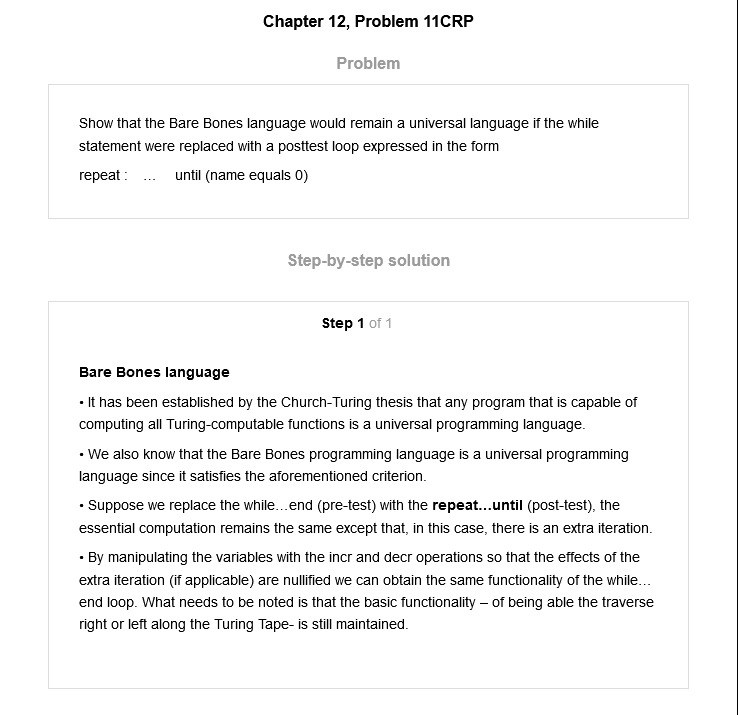 Chapter 12, Problem 11CRP
Problem
Show that the Bare Bones language would remain a universal language if the while
statement were replaced with a posttest loop expressed in the form
repeat : ... until (name equals 0)
Step-by-step solution
Step 1 of 1
Bare Bones language
• It has been established by the Church-Turing thesis that any program that is capable of
computing all Turing-computable functions is a universal programming language.
• We also know that the Bare Bones programming language is a universal programming
language since it satisfies the aforementioned criterion.
• Suppose we replace the while...end (pre-test) with the repeat...until (post-test), the
essential computation remains the same except that, in this case, there is an extra iteration.
• By manipulating the variables with the incr and decr operations so that the effects of the
extra iteration (if applicable) are nullified we can obtain the same functionality of the while...
end loop. What needs to be noted is that the basic functionality – of being able the traverse
right or left along the Turing Tape- is still maintained.